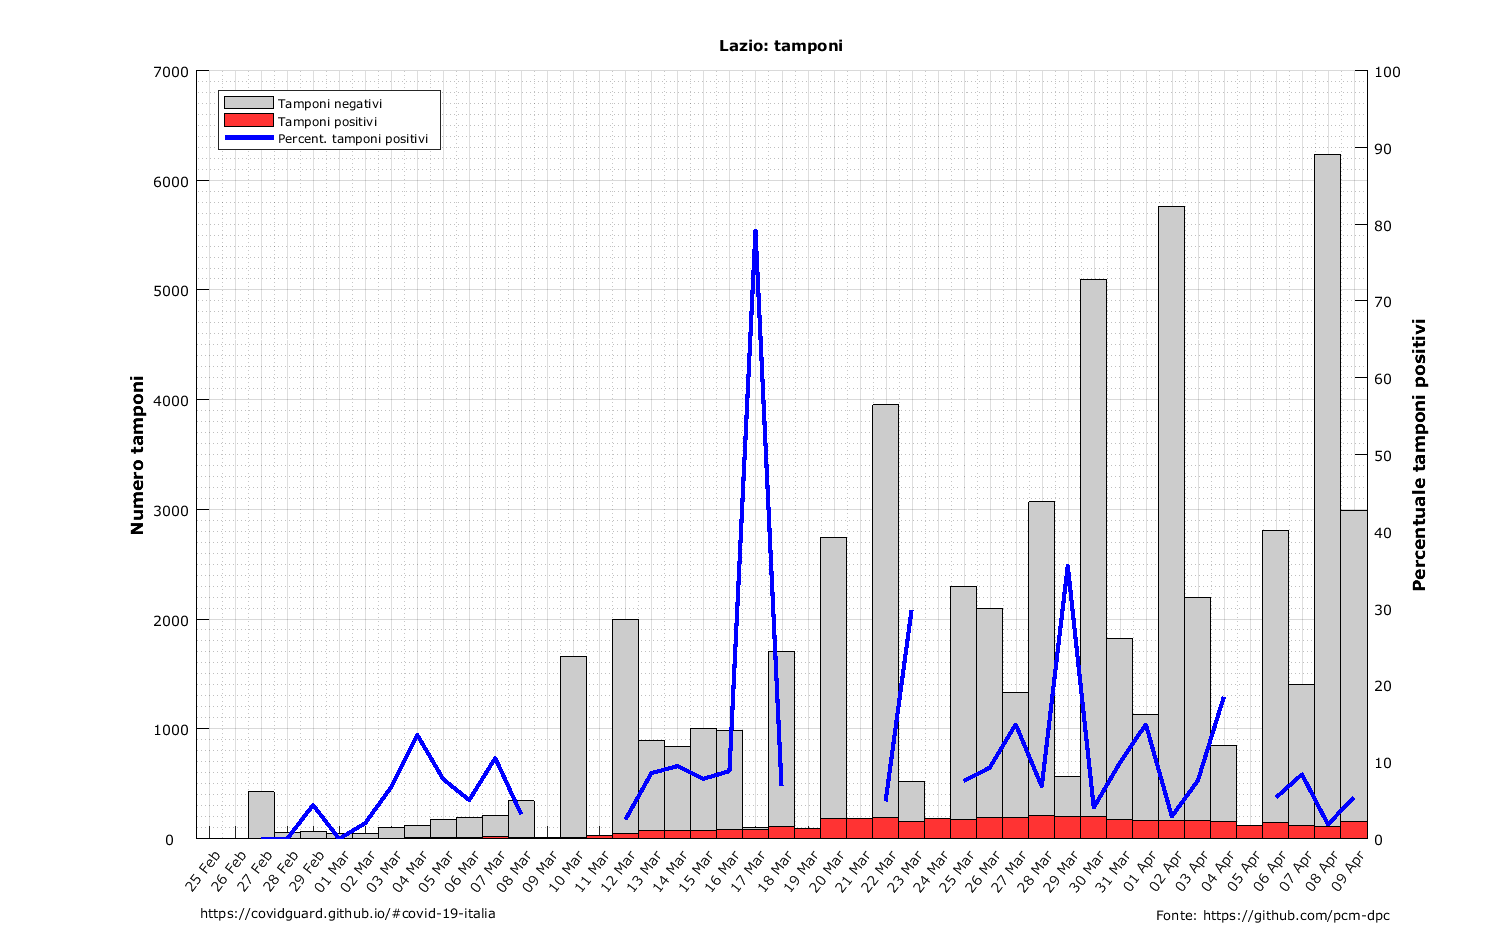 Lazio: tamponi
Tamponi negativi
Tamponi positivi
Percent. tamponi positivi
Numero tamponi
7000
6000
5000
4000
3000
2000
1000
0
Percentuale tamponi positivi
100
90
80
70
60
50
40
30
20
10
0
25 Feb
26 Feb
27 Feb
28 Feb
29 Feb
01 Mar
02 Mar
03 Mar
04 Mar
05 Mar
06 Mar
07 Mar
08 Mar
09 Mar
10 Mar
11 Mar
12 Mar
13 Mar
14 Mar
15 Mar
16 Mar
17 Mar
18 Mar
19 Mar
20 Mar
21 Mar
22 Mar
23 Mar
24 Mar
25 Mar
26 Mar
27 Mar
28 Mar
29 Mar
30 Mar
31 Mar
01 Apr
02 Apr
03 Apr
04 Apr
05 Apr
06 Apr
07 Apr
08 Apr
09 Apr
https://covidguard.github.io/#covid-19-italia
Fonte: https://github.com/pcm-dpc